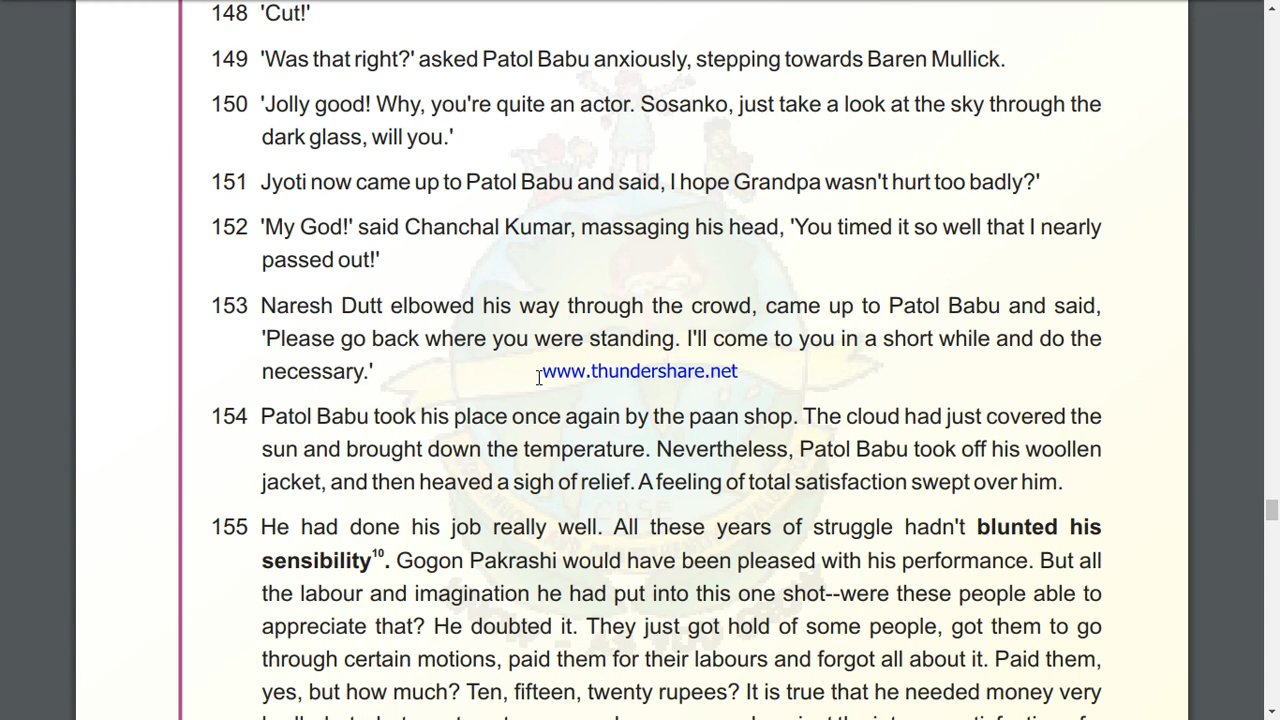 148 'Cut!'
149 'Was that right?' asked Patol Babu anxiously, stepping towards Baren Mullick.
150 'Jolly good! Why, you're quite an actor. Sosanko, just take a look at the sky through the
dark glass, will you.'
151 Jyoti now came up to Patol Babu and said, I hope Grandpa wasn't hurt too badly?'
152 'My God!' said Chanchal Kumar, massaging his head, 'You timed it so well that I nearly
passed out!'
153 Naresh Dutt elbowed his way through the crowd, came up to Patol Babu and said,
'Please go back where you were standing. I'll come to you in a short while and do the
necessary.'
www.thundershare.net
154 Patol Babu took his place once again by the paan shop. The cloud had just covered the
sun and brought down the temperature. Nevertheless, Patol Babu took off his woollen
jacket, and then heaved a sigh of relief. A feeling of total satisfaction swept over him.
155 He had done his job really well. All these years of struggle hadn't blunted his
sensibility10. Gogon Pakrashi would have been pleased with his performance. But all
the labour and imagination he had put into this one shot--were these people able to
appreciate that? He doubted it. They just got hold of some people, got them to go
through certain motions, paid them for their labours and forgot all about it. Paid them,
yes, but how much? Ten, fifteen, twenty rupees? It is true that he needed money very